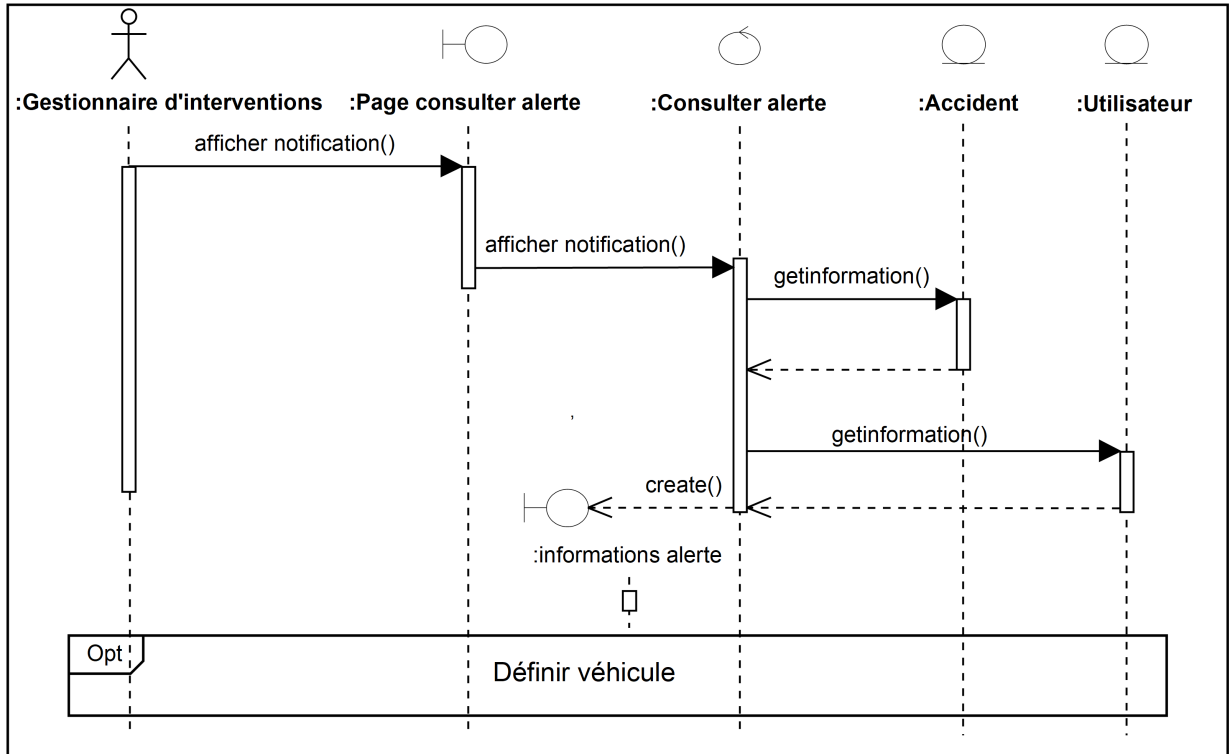 :Gestionnaire d'interventions :Page consulter alerte :Consulter alerte :Accident :Utilisateur
afficher notification()
afficher notification()
getinformation()
,
getinformation()
create()
:informations alerte
Opt
Définir véhicule